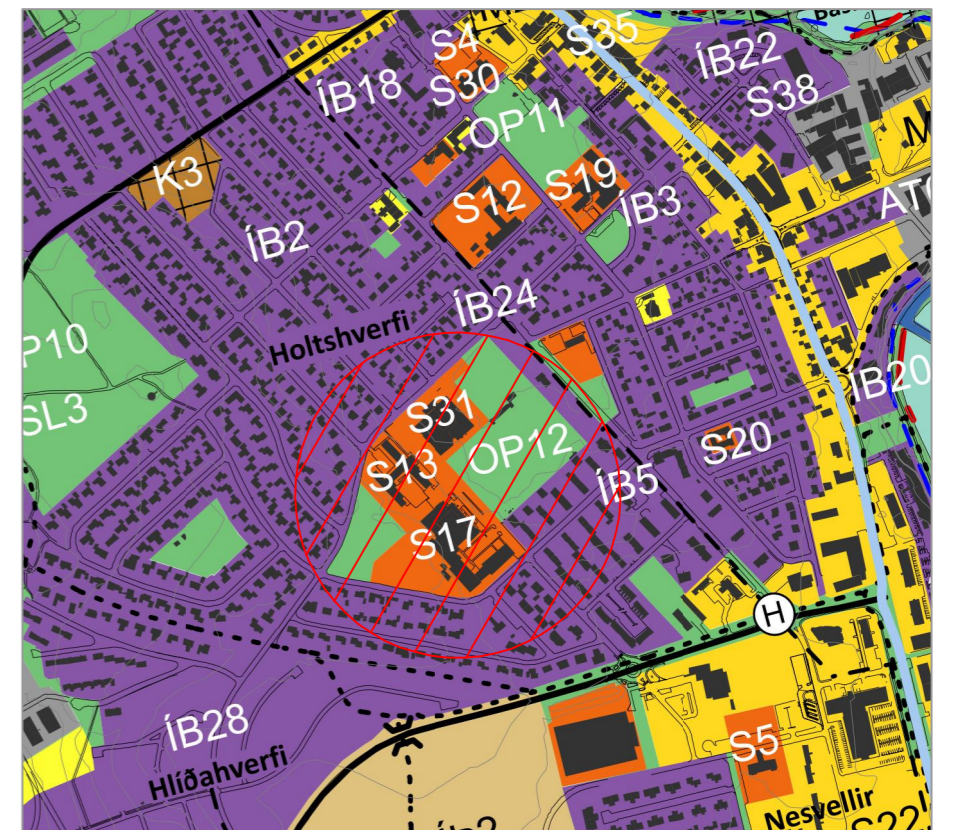 S4
S35
ÍB22
ÍB18
S30
S38
OP11
K3
S12
S19
ÍB3
ÍB2
ÍB24
Holtshverfi
P10
ÍB20
SL3
S31
OP12
S20
S13
ÍB5
S17
H
ÍB28
S5
Hlíðahverfi
Nesvellir
S22